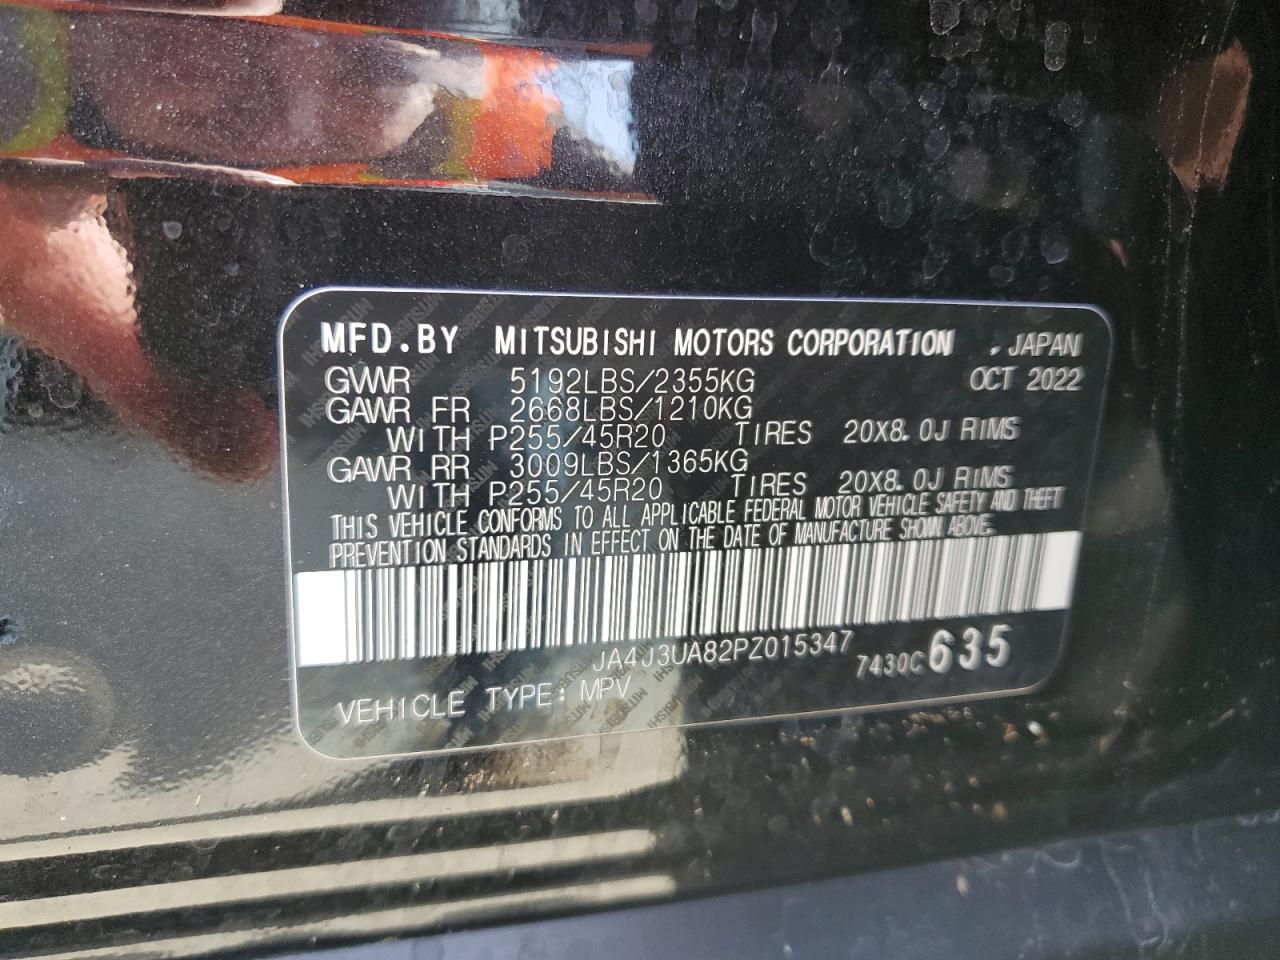 MFD.BY MITSUBISHI MOTORS CORPORATION . JAPAN
GVWR 5192LBS/2355KG OCT 2022
GAWR FR 2668LBS/1210KG
WITH P255/45R20 TIRES 20X8.0J RIMS
GAWR RR 3009LBS/1365KG
WITH P255/45R20 TIRES 20X8.0J RIMS
THIS VEHICLE CONFORMS TO ALL APPLICABLE FEDERAL MOTOR VEHICLE SAFETY AND THEFT
PREVENTION STANDARDS IN EFFECT ON THE DATE OF MANUFACTURE SHOWN ABOVE.
JA4J3UA82PZ015347 7430C635
VEHICLE TYPE: MPV